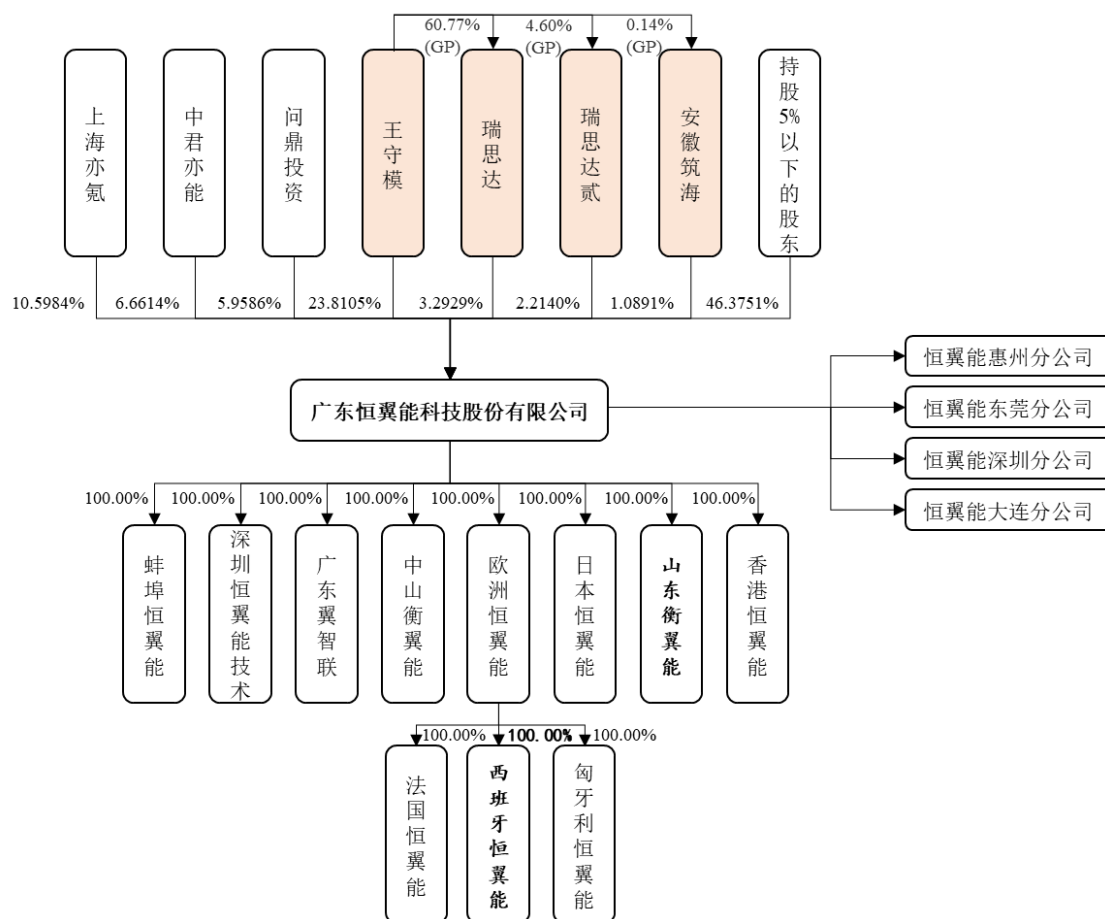 60.77%
(GP)
4.60%
(GP)
0.14%
(GP)
上海亦氪
中君亦能
问鼎投资
王守模
瑞思达
瑞思达贰
安徽筑海
持股5%以下的股东
10.5984%
6.6614%
5.9586%
23.8105%
3.2929%
2.2140%
1.0891%
46.3751%
广东恒翼能科技股份有限公司
恒翼能惠州分公司
恒翼能东莞分公司
恒翼能深圳分公司
恒翼能大连分公司
100.00%
100.00%
100.00%
100.00%
100.00%
100.00%
100.00%
100.00%
蚌埠恒翼能
深圳恒翼能技术
广东翼智联
中山衡翼能
欧洲恒翼能
日本恒翼能
山东衡翼能
香港恒翼能
100.00%
100.00%
100.00%
法国恒翼能
西班牙恒翼能
匈牙利恒翼能